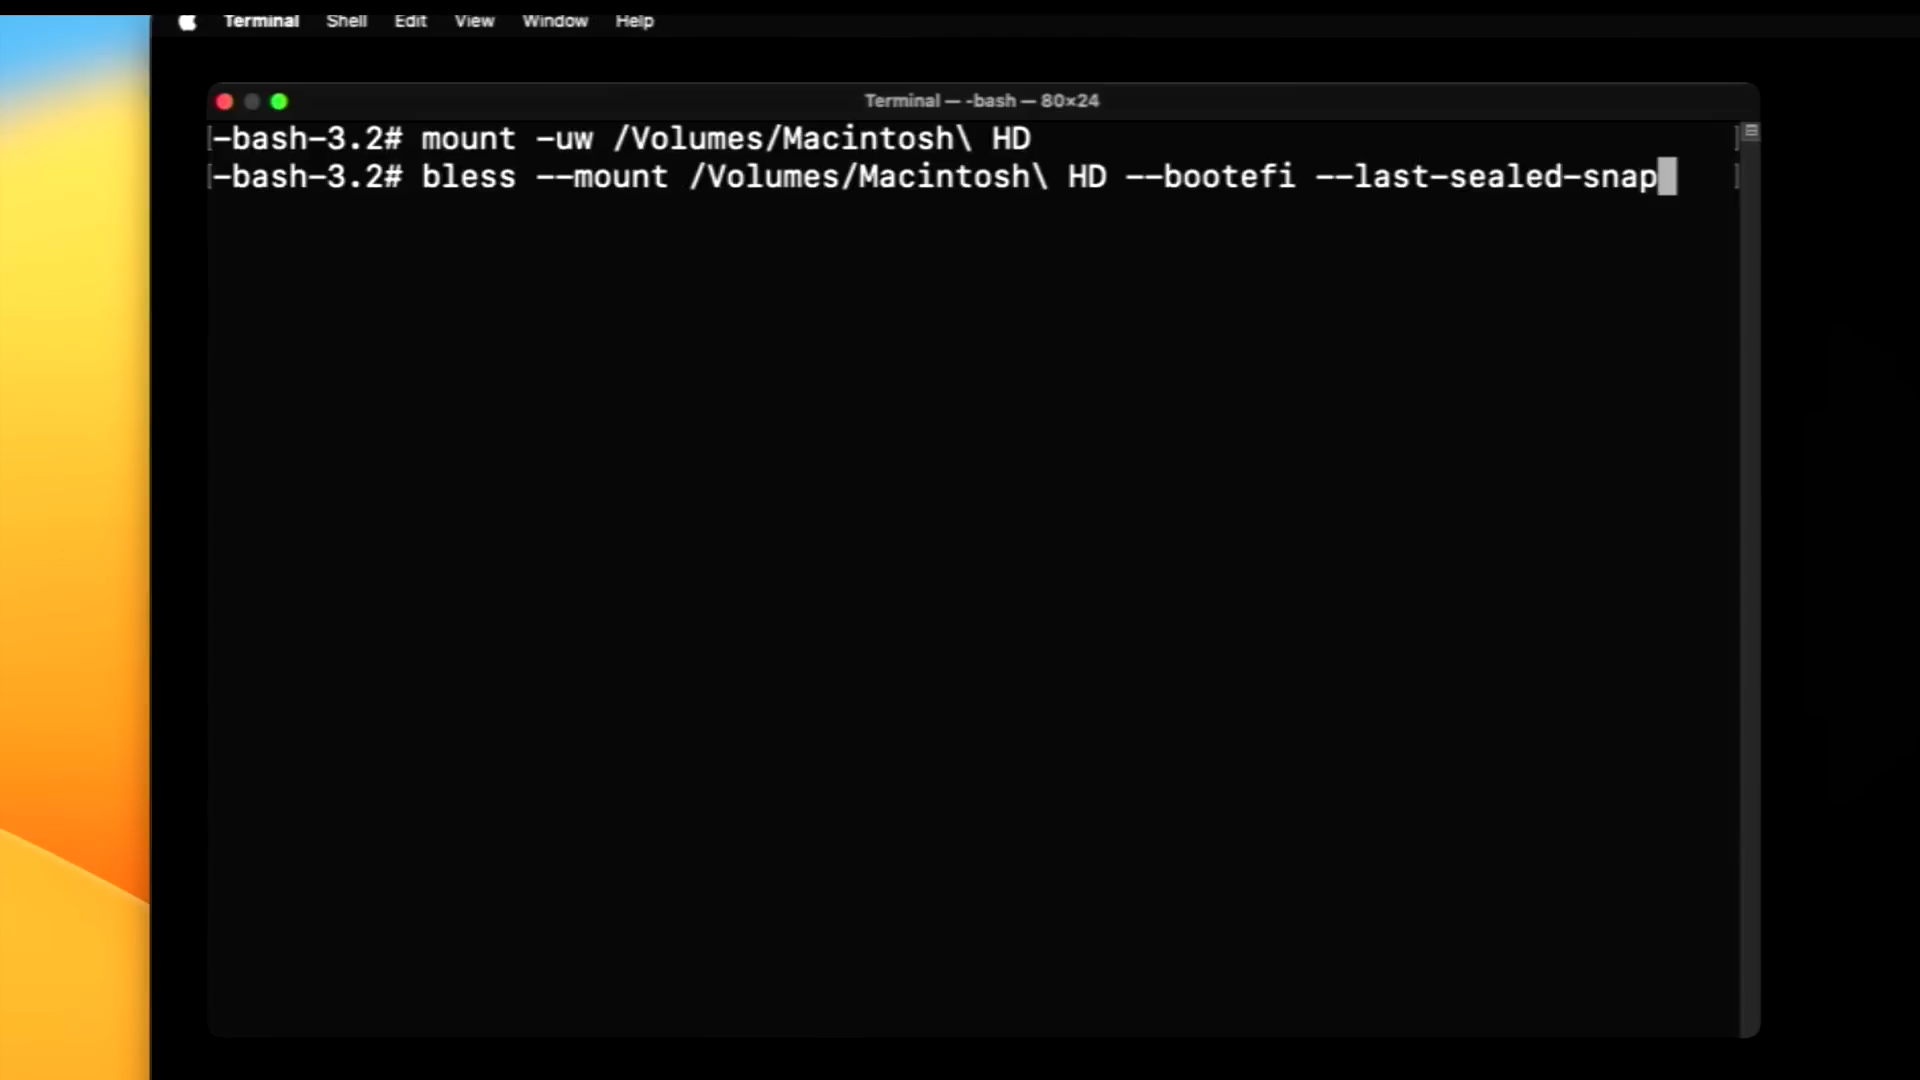 Terminal Shell Edit View Window Help
Terminal — -bash — 80×24
-bash-3.2# mount -uw /Volumes/Macintosh\ HD
-bash-3.2# bless --mount /Volumes/Macintosh\ HD --bootefi --last-sealed-snap